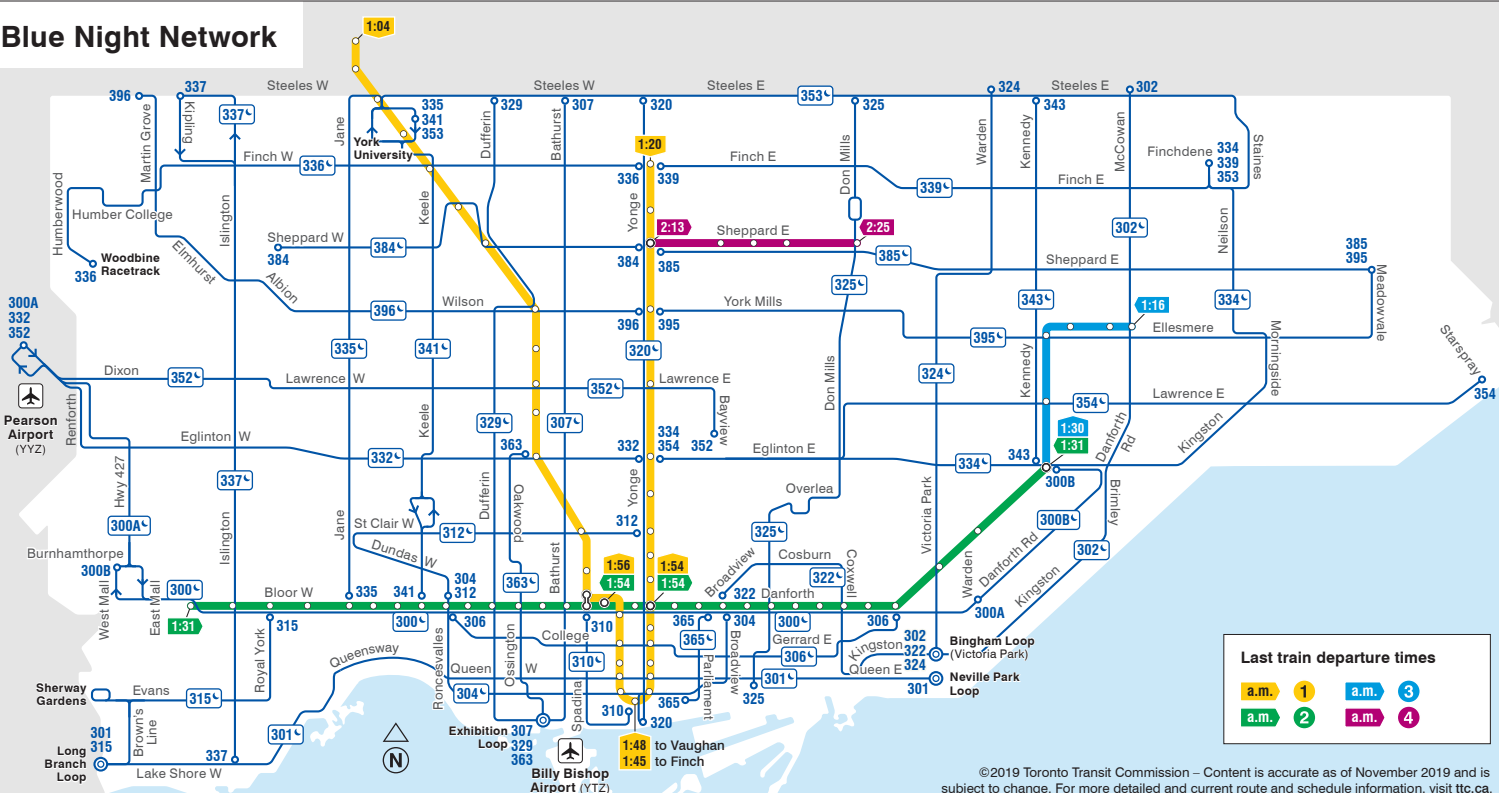 Blue Night Network
1:04
396
337
Steeles W
Steeles W
Steeles E
353
324
Steeles E
302
337
335
341
353
329
307
320
325
343
Martin Grove
Kipling
Jane
York
University
Dufferin
Bathurst
1:20
Don Mills
Warden
Kennedy
McCowan
Finchdene
334
339
353
Staines
Finch W
336
336
339
Finch E
339
Finch E
Humberwood
Humber College
Islington
Keele
Yonge
Neilson
Sheppard W
384
384
2:13
Sheppard E
2:25
302
384
385
385
Sheppard E
385
395
Woodbine
Racetrack
336
Elmhurst
Albion
325
Meadowvale
300A
332
352
396
Wilson
396
395
York Mills
343
334
1:16
Ellesmere
395
Morningside
Starspray
335
341
320
Dixon
352
Lawrence W
352
Lawrence E
Don Mills
324
Kennedy
354
Lawrence E
354
Pearson
Airport
(YYZ)
Renforth
Keele
329
307
Bayview
1:30
1:31
Danforth
Rd
Kingston
Eglinton W
332
363
332
334
354
352
Eglinton E
334
343
300B
Hwy 427
337
Jane
Dufferin
Oakwood
Yonge
Overlea
Victoria Park
Brimley
300A
Islington
St Clair W
312
312
325
300B
Burnhamthorpe
300B
Dundas W
Bathurst
1:56
1:54
1:54
1:54
Broadview
Cosburn
322
Coxwell
Warden
Danforth Rd
302
Kingston
West Mall
East Mall
300
Bloor W
335
341
304
312
363
322
Danforth
300A
1:31
315
300
306
310
365
304
300
306
Royal York
Roncesvalles
Ossington
College
365
Gerrard E
306
Kingston
302
322
324
Bingham Loop
(Victoria Park)
Queensway
Queen
W
310
Parliament
Broadview
301
Queen E
301
Neville Park
Loop
Sherway
Gardens
Evans
315
304
Spadina
365
325
301
315
Brown's
Line
301
Exhibition
Loop
307
329
363
310
320
Long
Branch
Loop
337
Lake Shore W
N
Billy Bishop
Airport (YTZ)
1:48 to Vaughan
1:45 to Finch
Last train departure times
a.m. 1
a.m. 3
a.m. 2
a.m. 4
©2019 Toronto Transit Commission – Content is accurate as of November 2019 and is
subject to change. For more detailed and current route and schedule information, visit ttc.ca.